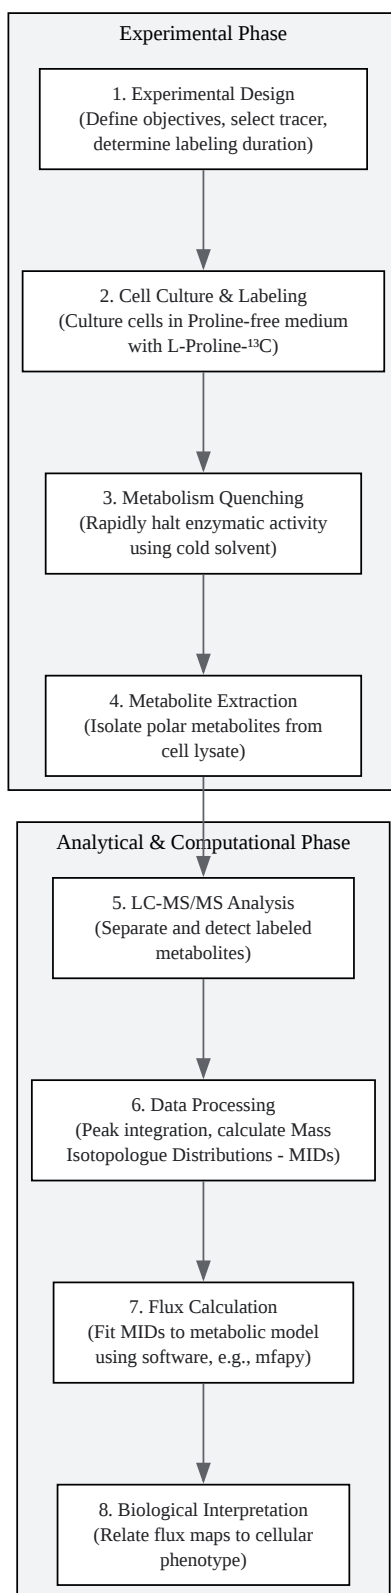 Experimental Phase
1. Experimental Design
(Define objectives, select tracer,
determine labeling duration)
2. Cell Culture & Labeling
(Culture cells in Proline-free medium
with L-Proline-¹³C)
3. Metabolism Quenching
(Rapidly halt enzymatic activity
using cold solvent)
4. Metabolite Extraction
(Isolate polar metabolites from
cell lysate)
Analytical & Computational Phase
5. LC-MS/MS Analysis
(Separate and detect labeled
metabolites)
6. Data Processing
(Peak integration, calculate Mass
Isotopologue Distributions - MIDs)
7. Flux Calculation
(Fit MIDs to metabolic model
using software, e.g., mfapy)
8. Biological Interpretation
(Relate flux maps to cellular
phenotype)